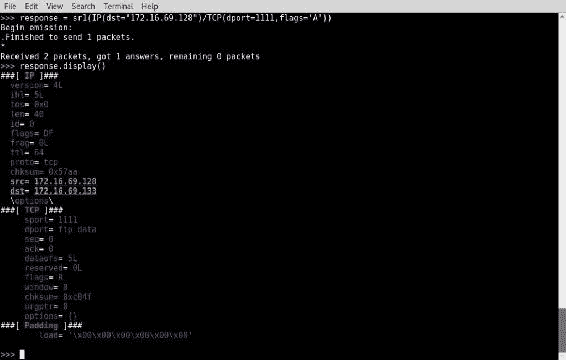 File Edit View Search Terminal Help
>>> response = sr1(IP(dst="172.16.69.128")/TCP(dport=1111,flags='A'))
Begin emission:
.Finished to send 1 packets.
*
Received 2 packets, got 1 answers, remaining 0 packets
>>> response.display()
###[ IP ]###
version= 4L
ihl= 5L
tos= 0x0
len= 40
id= 0
flags= DF
frag= 0L
ttl= 64
proto= tcp
chksum= 0x57aa
src= 172.16.69.128
dst= 172.16.69.133
\options\
###[ TCP ]###
sport= 1111
dport= ftp_data
seq= 0
ack= 0
dataofs= 5L
reserved= 0L
flags= R
window= 0
chksum= 0xc04f
urgptr= 0
options= {}
###[ Padding ]###
load= '\x00\x00\x00\x00\x00\x00'
>>>